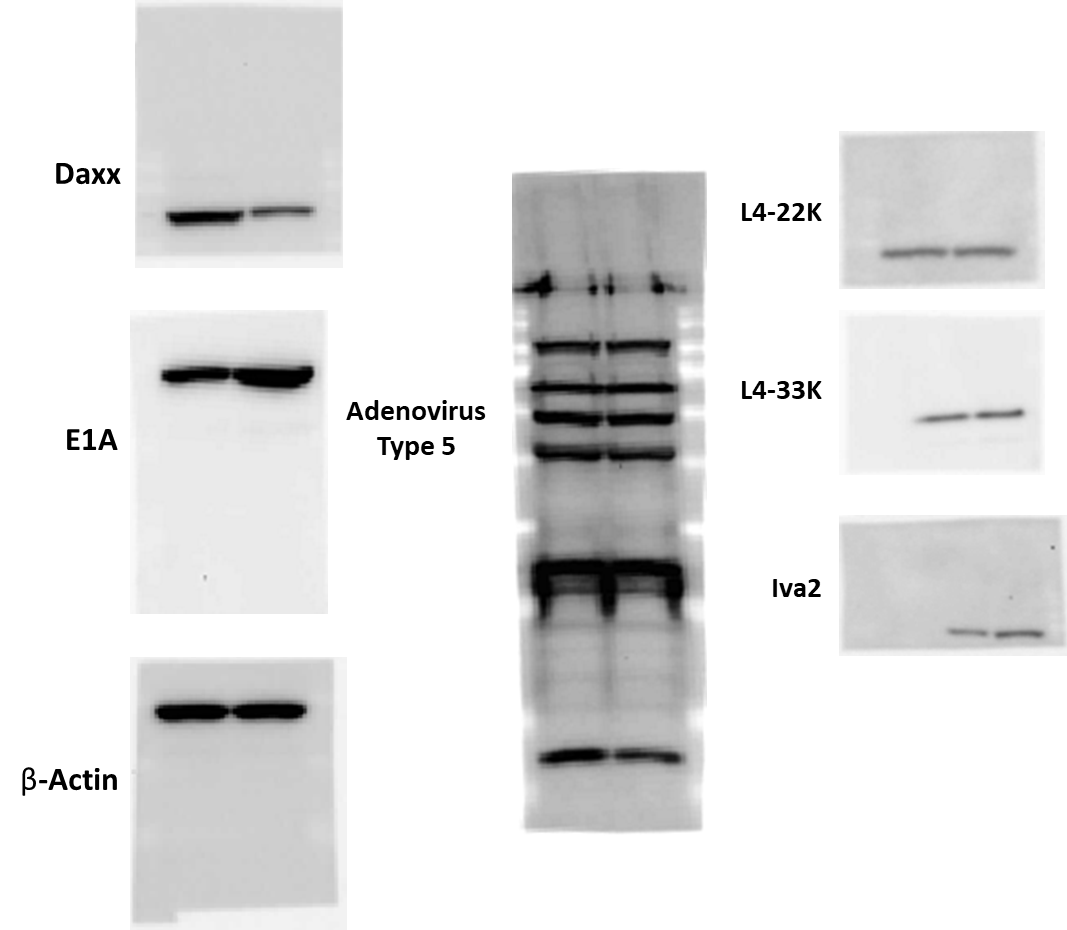 Daxx
E1A
β-Actin
Adenovirus
Type 5
L4-22K
L4-33K
Iva2